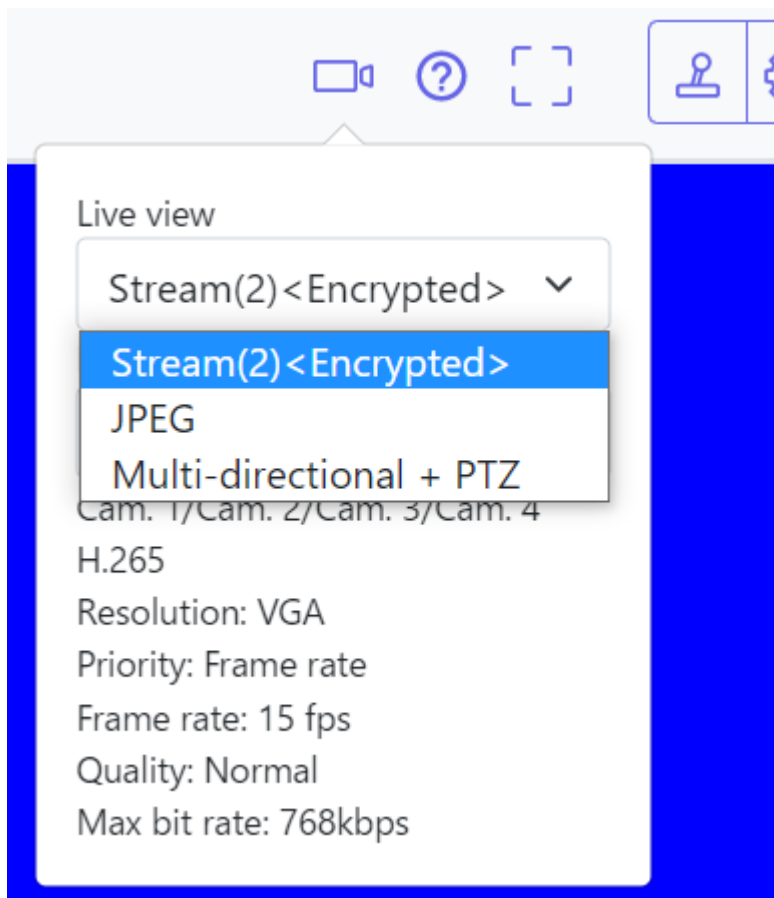 Live view
Stream(2)<Encrypted>
Stream(2)<Encrypted>
JPEG
Multi-directional + PTZ
Cam. 1/Cam. 2/Cam. 3/Cam. 4
H.265
Resolution: VGA
Priority: Frame rate
Frame rate: 15 fps
Quality: Normal
Max bit rate: 768kbps